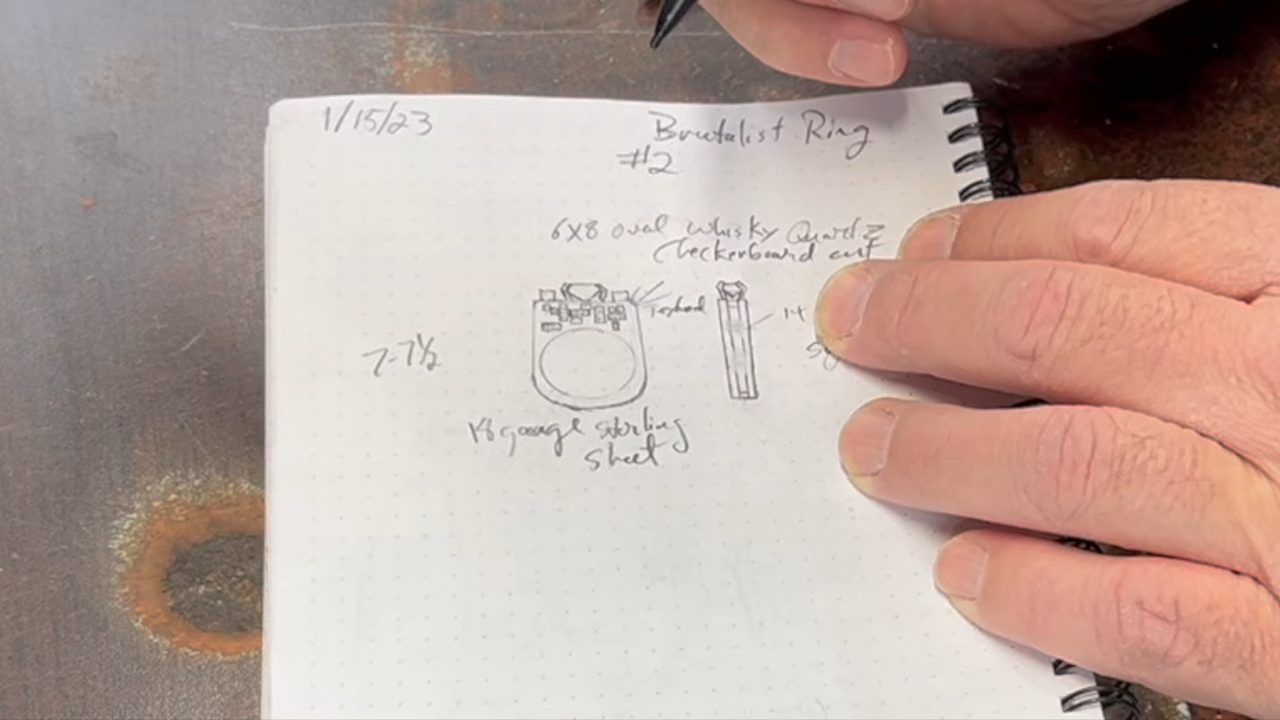 1/15/23
Brutalist Ring
#2
6x8 oval whisky Quartz
Checkerboard cut
14
7-7½
18 gauge sterling
sheet